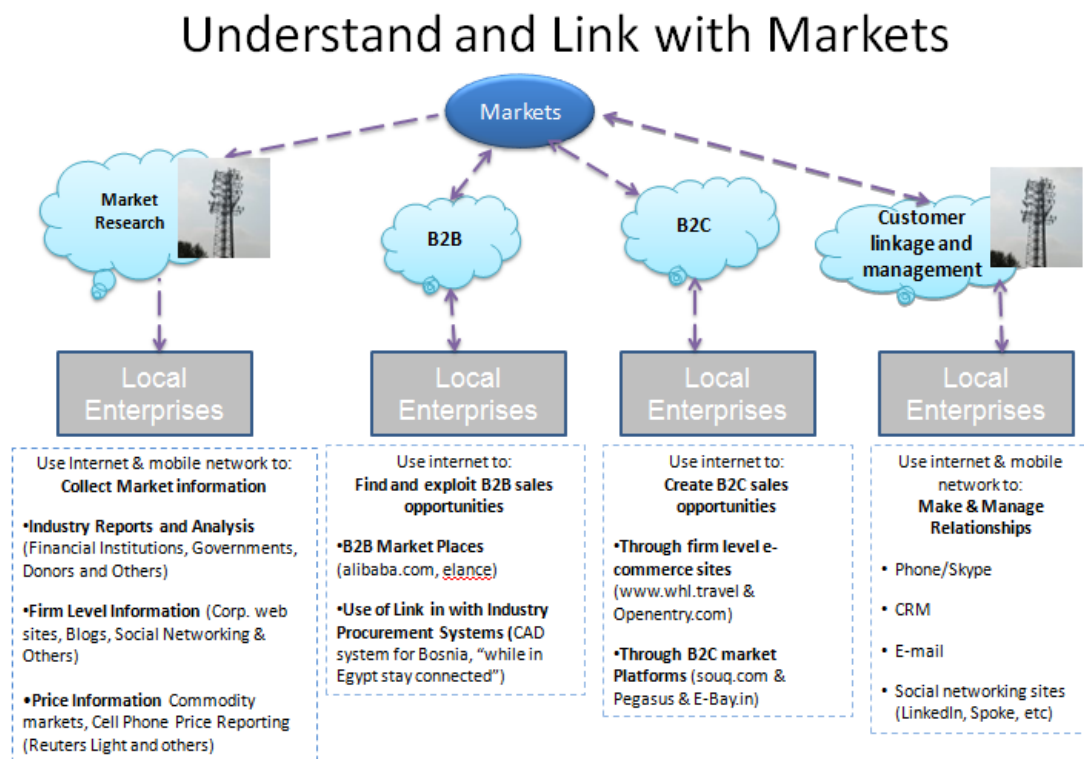 Understand and Link with Markets
Markets
Market
Research
B2B
B2C
Customer
linkage and
management
Local
Enterprises
Local
Enterprises
Local
Enterprises
Local
Enterprises
Use Internet & mobile network to:
Collect Market information
•Industry Reports and Analysis
(Financial Institutions, Governments,
Donors and Others)
•Firm Level Information (Corp. web
sites, Blogs, Social Networking &
Others)
•Price Information Commodity
markets, Cell Phone Price Reporting
(Reuters Light and others)
Use internet to:
Find and exploit B2B sales
opportunities
•B2B Market Places
(alibaba.com, elance)
•Use of Link in with Industry
Procurement Systems (CAD
system for Bosnia, “while in
Egypt stay connected”)
Use internet to:
Create B2C sales
opportunities
•Through firm level e-
commerce sites
(www.whl.travel &
Openentry.com)
•Through B2C market
Platforms (souq.com &
Pegasus & E-Bay.in)
Use internet & mobile
network to:
Make & Manage
Relationships
• Phone/Skype
• CRM
• E-mail
• Social networking sites
(LinkedIn, Spoke, etc)